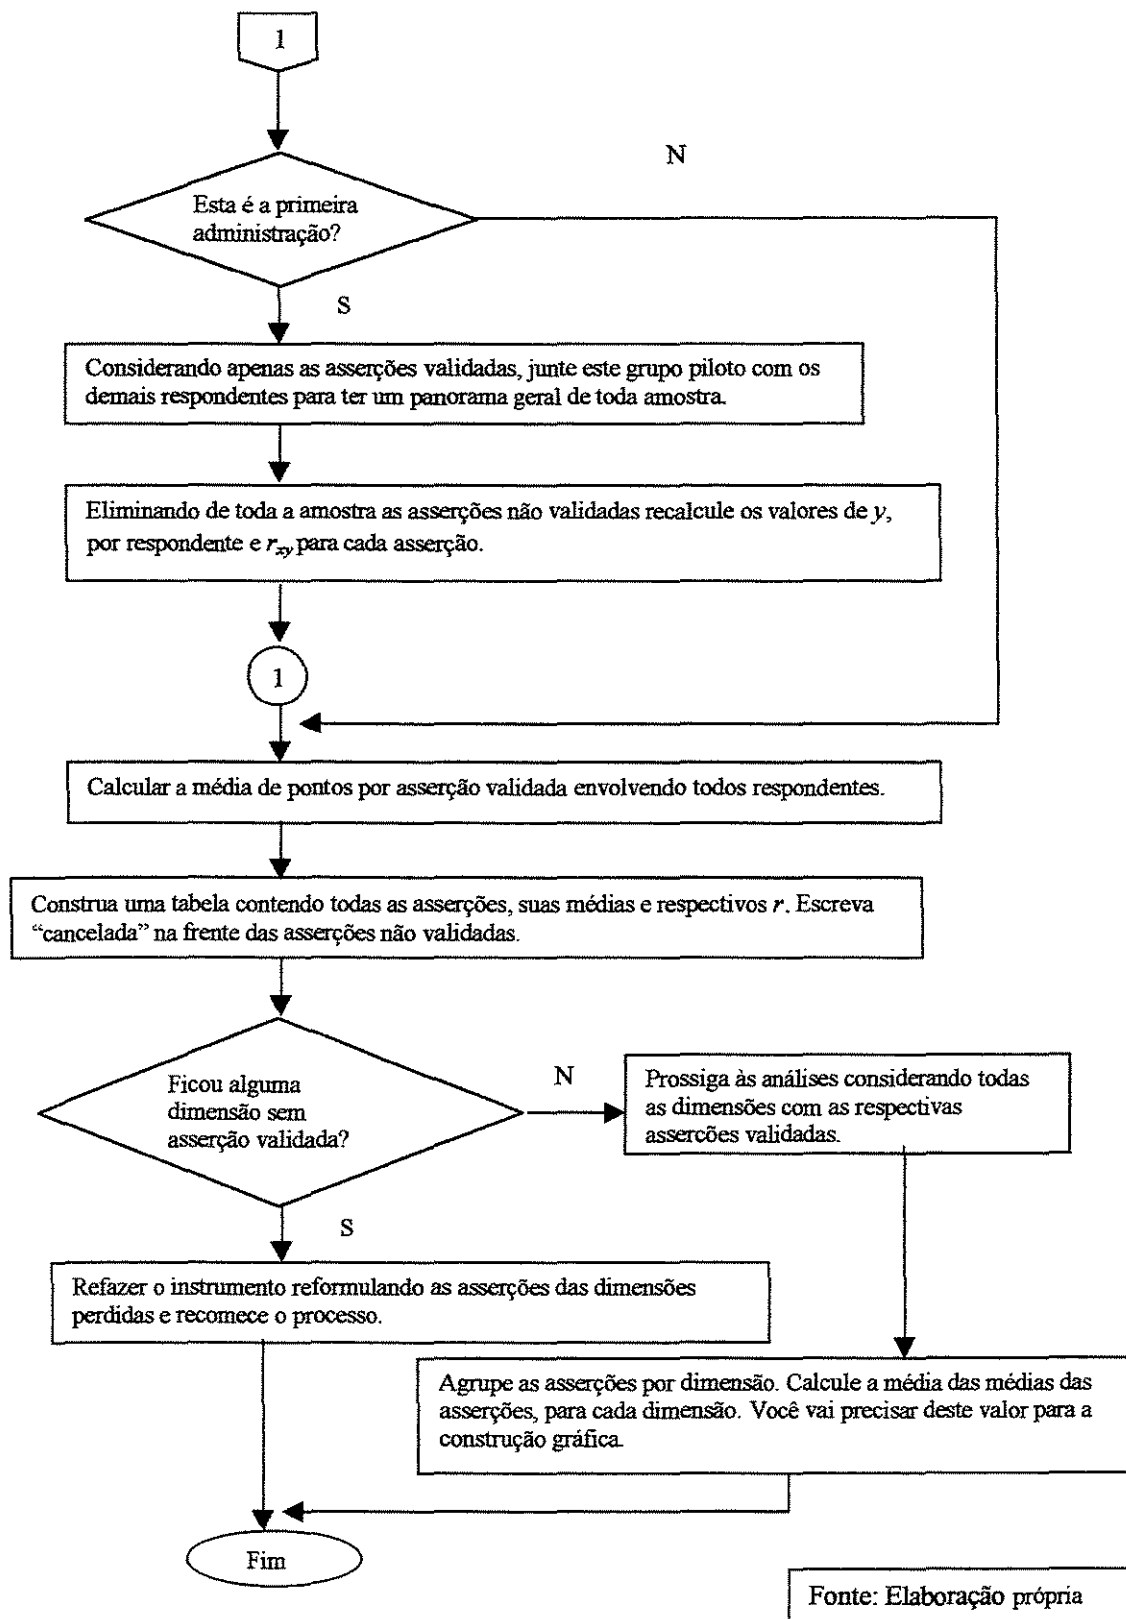 1
N
Esta é a primeira
administração?
S
Considerando apenas as asserções validadas, junte este grupo piloto com os
demais respondentes para ter um panorama geral de toda amostra.
Eliminando de toda a amostra as asserções não validadas recalcule os valores de y,
por respondente e rxy para cada asserção.
1
Calcular a média de pontos por asserção validada envolvendo todos respondentes.
Construa uma tabela contendo todas as asserções, suas médias e respectivos r. Escreva
“cancelada” na frente das asserções não validadas.
Ficou alguma
dimensão sem
asserção validada?
N
Prossiga às análises considerando todas
as dimensões com as respectivas
assercões validadas.
S
Refazer o instrumento reformulando as asserções das dimensões
perdidas e recomece o processo.
Agrupe as asserções por dimensão. Calcule a média das médias das
asserções, para cada dimensão. Você vai precisar deste valor para a
construção gráfica.
Fim
Fonte: Elaboração própria